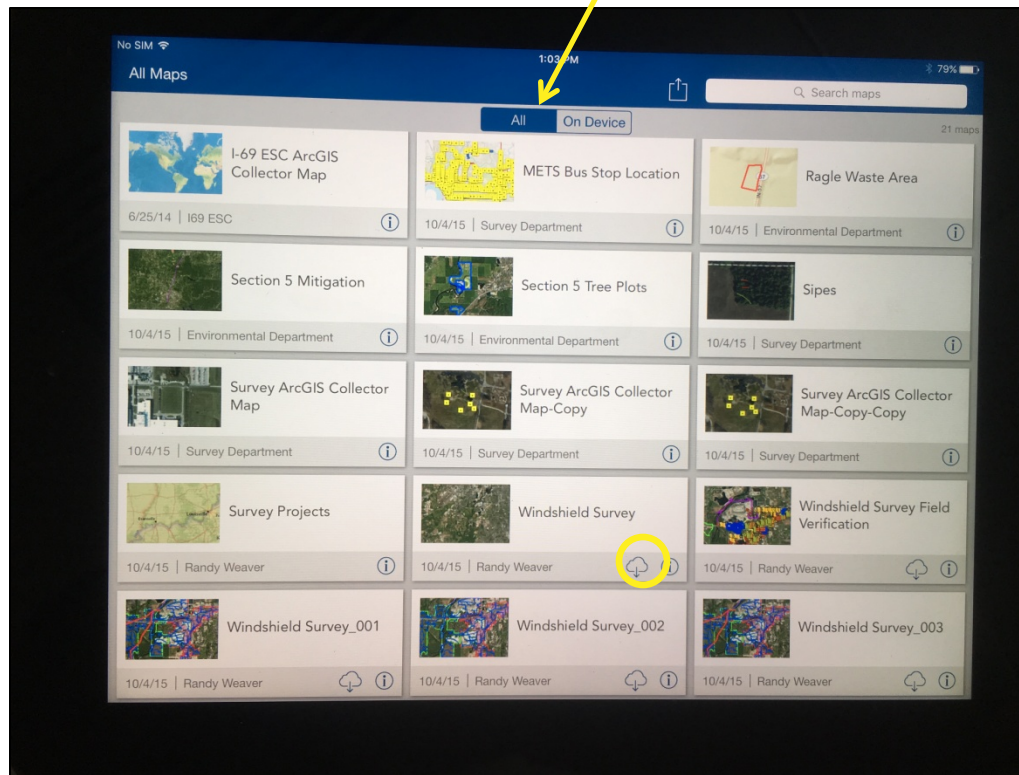 No SIM
1:03 PM
79%
All Maps
Search maps
All
On Device
21 maps
I-69 ESC ArcGIS
Collector Map
6/25/14 | I69 ESC
METS Bus Stop Location
10/4/15 | Survey Department
Ragle Waste Area
10/4/15 | Environmental Department
Section 5 Mitigation
10/4/15 | Environmental Department
Section 5 Tree Plots
10/4/15 | Environmental Department
Sipes
10/4/15 | Survey Department
Survey ArcGIS Collector
Map
10/4/15 | Survey Department
Survey ArcGIS Collector
Map-Copy
10/4/15 | Survey Department
Survey ArcGIS Collector
Map-Copy-Copy
10/4/15 | Survey Department
Survey Projects
10/4/15 | Randy Weaver
Windshield Survey
10/4/15 | Randy Weaver
Windshield Survey Field
Verification
10/4/15 | Randy Weaver
Windshield Survey_001
10/4/15 | Randy Weaver
Windshield Survey_002
10/4/15 | Randy Weaver
Windshield Survey_003
10/4/15 | Randy Weaver